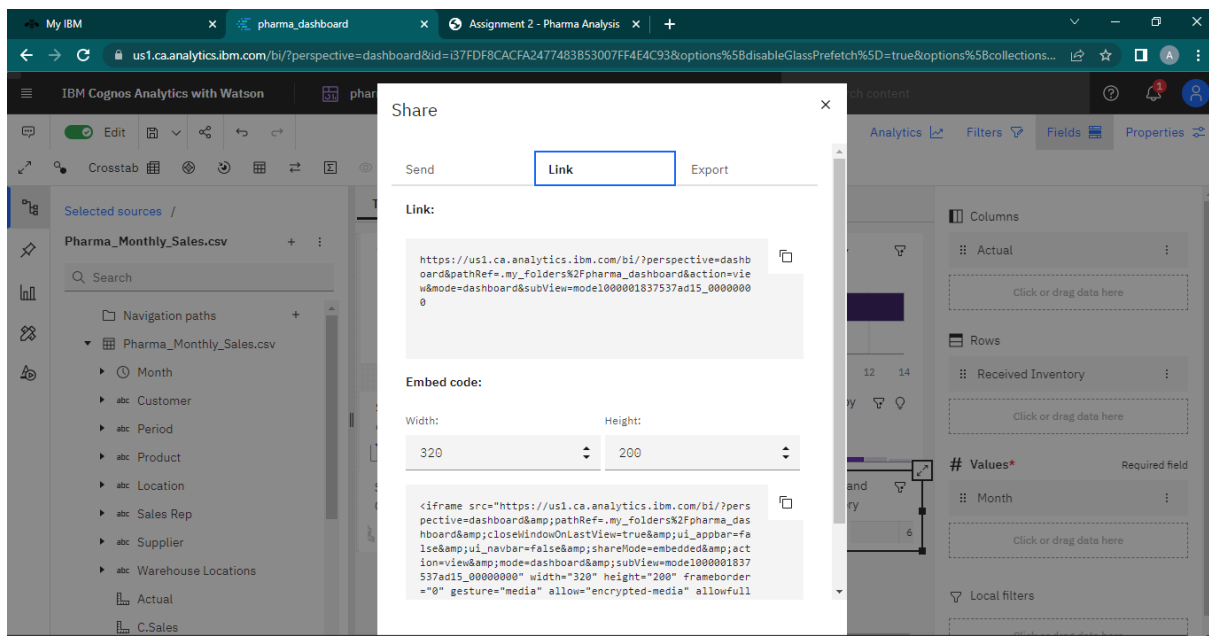 My IBM
pharma_dashboard
Assignment 2 - Pharma Analysis
us1.ca.analytics.ibm.com/bi/?perspective=dashboard&id=i37FDF8CACFA2477483B53007FF4E4C93&options%5BdisableGlassPrefetch%5D=true&options%5Bcollections...
A
IBM Cognos Analytics with Watson
phar
ch content
1
Edit
Analytics
Filters
Fields
Properties
Crosstab
Share
Send
Link
Export
Selected sources /
Pharma_Monthly_Sales.csv
Search
Navigation paths
Pharma_Monthly_Sales.csv
Month
abc Customer
abc Period
abc Product
abc Location
abc Sales Rep
abc Supplier
abc Warehouse Locations
Actual
C.Sales
Link:
https://us1.ca.analytics.ibm.com/bi/?perspective=dashb
oard&pathRef=.my_folders%2Fpharma_dashboard&action=vie
w&mode=dashboard&subView=model000001837537ad15_0000000
0
Embed code:
Width:
Height:
320
200
<iframe src="https://us1.ca.analytics.ibm.com/bi/?pers
pective=dashboard&amp;pathRef=.my_folders%2Fpharma_das
hboard&amp;closeWindowOnLastView=true&amp;ui_appbar=fa
lse&amp;ui_navbar=false&amp;shareMode=embedded&amp;act
ion=view&amp;mode=dashboard&amp;subView=model000001837
537ad15_00000000" width="320" height="200" frameborder
="0" gesture="media" allow="encrypted-media" allowfull
12 14
by
and
ry
6
Columns
Actual
Click or drag data here
Rows
Received Inventory
Click or drag data here
# Values*
Required field
Month
Click or drag data here
Local filters